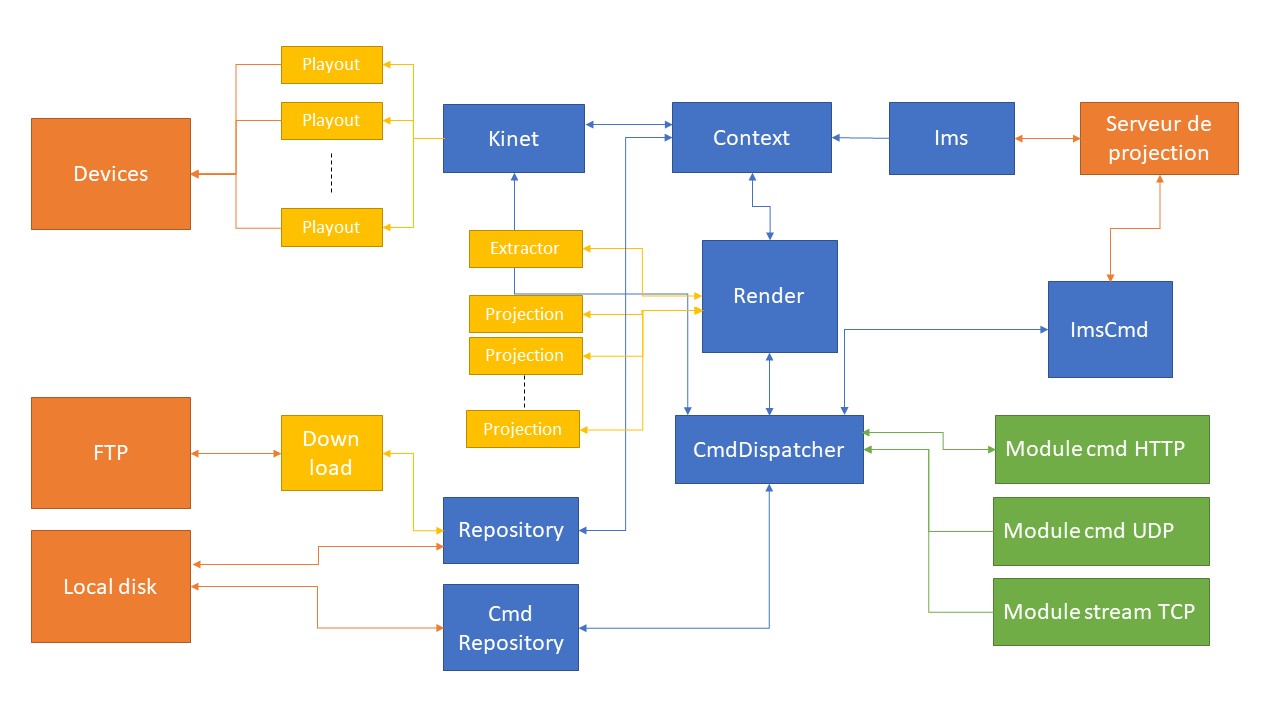 Playout
Playout
Playout
Devices
Kinet
Context
Ims
Serveur de
projection
Extractor
Projection
Projection
Projection
Render
ImsCmd
FTP
Down
load
CmdDispatcher
Module cmd HTTP
Repository
Module cmd UDP
Local disk
Cmd
Repository
Module stream TCP